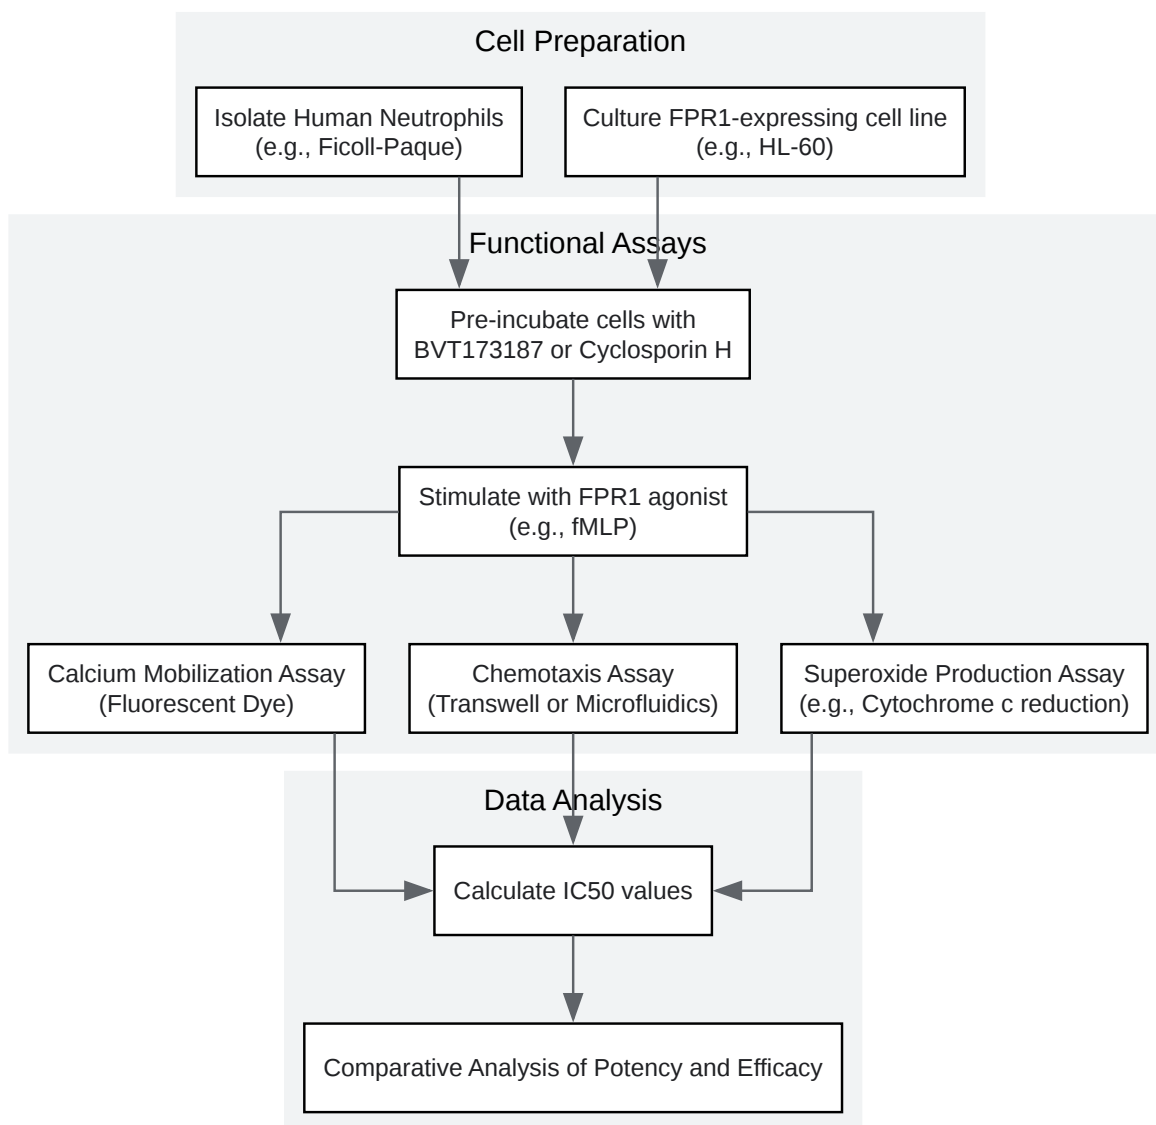 Cell Preparation
Isolate Human Neutrophils
(e.g., Ficoll-Paque)
Culture FPR1-expressing cell line
(e.g., HL-60)
Functional Assays
Pre-incubate cells with
BVT173187 or Cyclosporin H
Stimulate with FPR1 agonist
(e.g., fMLP)
Calcium Mobilization Assay
(Fluorescent Dye)
Chemotaxis Assay
(Transwell or Microfluidics)
Superoxide Production Assay
(e.g., Cytochrome c reduction)
Data Analysis
Calculate IC50 values
Comparative Analysis of Potency and Efficacy